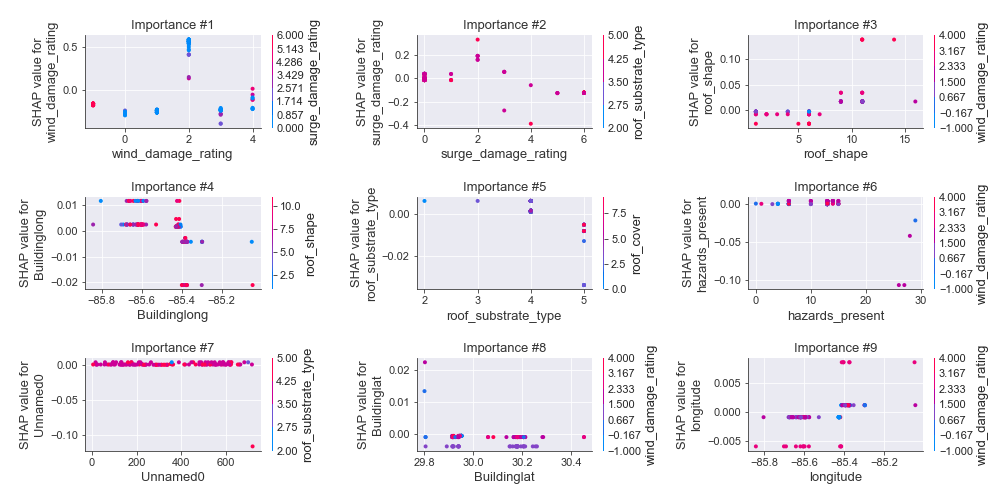 Importance #1
SHAP value for
wind_damage_rating
0.5
0.0
0
2
4
wind_damage_rating
6.000
5.143
4.286
3.429
2.571
1.714
0.857
0.000
surge_damage_rating
Importance #2
SHAP value for
surge_damage_rating
0.2
0.0
−0.2
−0.4
0
2
4
6
surge_damage_rating
5.00
4.25
3.50
2.75
2.00
roof_substrate_type
Importance #3
SHAP value for
roof_shape
0.10
0.05
0.00
5
10
15
roof_shape
4.000
3.167
2.333
1.500
0.667
−0.167
−1.000
wind_damage_rating
Importance #4
SHAP value for
Buildinglong
0.01
0.00
−0.01
−0.02
−85.8
−85.6
−85.4
−85.2
Buildinglong
10.0
7.5
5.0
2.5
roof_shape
Importance #5
SHAP value for
roof_substrate_type
0.00
−0.02
2
3
4
5
roof_substrate_type
7.5
5.0
2.5
0.0
roof_cover
Importance #6
SHAP value for
hazards_present
0.00
−0.05
−0.10
0
10
20
30
hazards_present
4.000
3.167
2.333
1.500
0.667
−0.167
−1.000
wind_damage_rating
Importance #7
SHAP value for
Unnamed0
0.00
−0.05
−0.10
0
200
400
600
Unnamed0
5.00
4.25
3.50
2.75
2.00
roof_substrate_type
Importance #8
SHAP value for
Buildinglat
0.02
0.01
0.00
29.8
30.0
30.2
30.4
Buildinglat
4.000
3.167
2.333
1.500
0.667
−0.167
−1.000
wind_damage_rating
Importance #9
SHAP value for
longitude
0.005
0.000
−0.005
−85.8
−85.6
−85.4
−85.2
longitude
4.000
3.167
2.333
1.500
0.667
−0.167
−1.000
wind_damage_rating